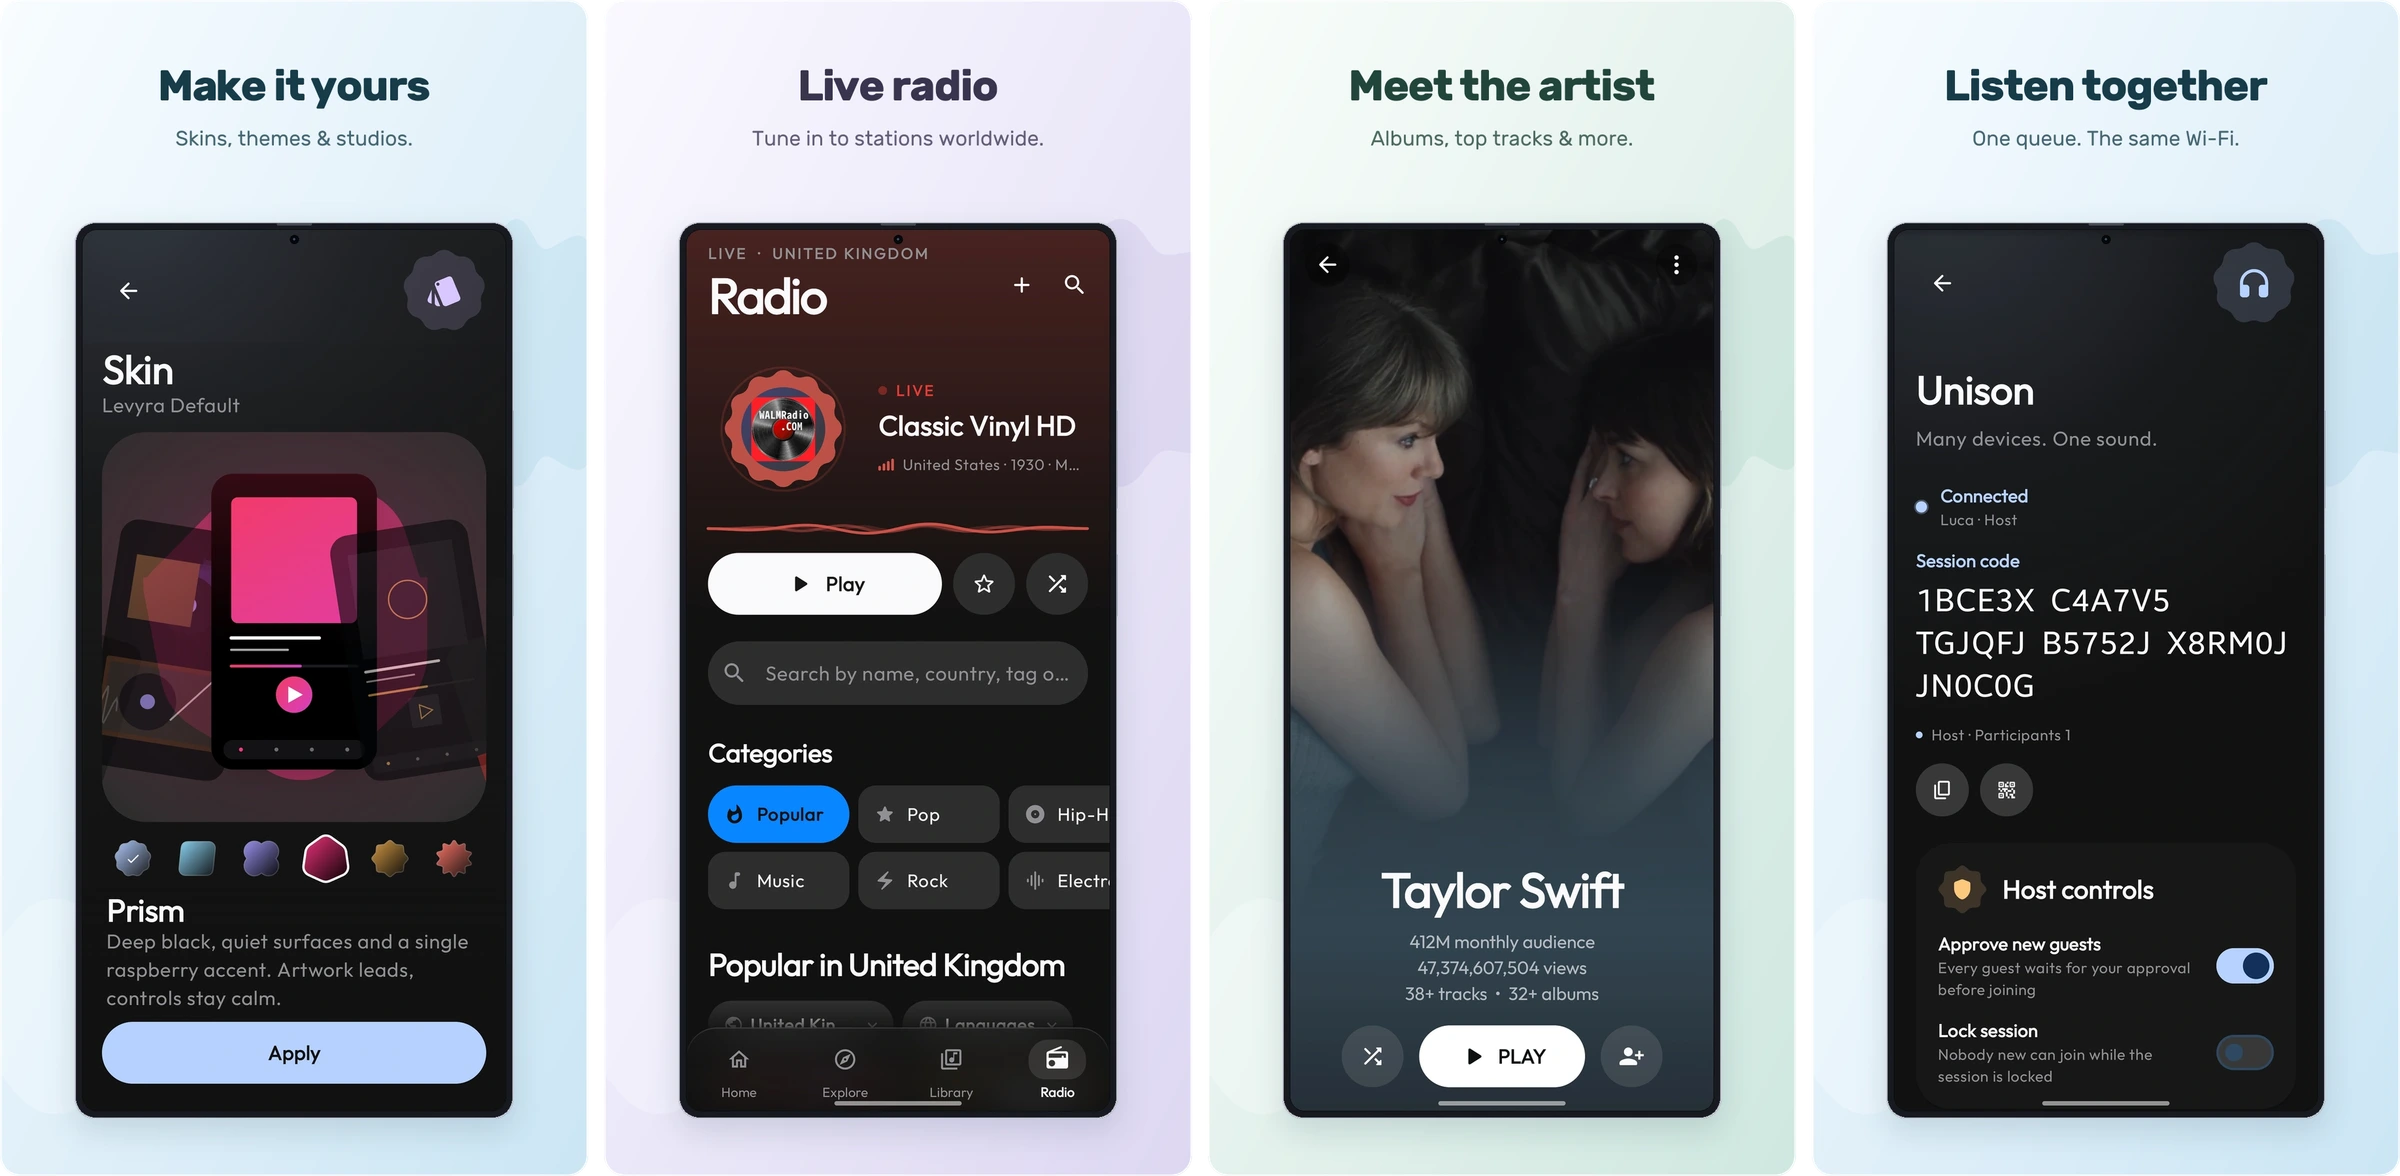 Make it yours
Skins, themes & studios.
Skin
Levyra Default
Prism
Deep black, quiet surfaces and a single
raspberry accent. Artwork leads,
controls stay calm.
Apply
Live radio
Tune in to stations worldwide.
LIVE · UNITED KINGDOM
Radio
WALMRadio
.COM
LIVE
Classic Vinyl HD
United States · 1930 · M...
Play
Search by name, country, tag o...
Categories
Popular
Pop
Hip-H
Music
Rock
Electr
Popular in United Kingdom
United Kin
Languages
Home
Explore
Library
Radio
Meet the artist
Albums, top tracks & more.
Taylor Swift
412M monthly audience
47,374,607,504 views
38+ tracks • 32+ albums
PLAY
Listen together
One queue. The same Wi-Fi.
Unison
Many devices. One sound.
Connected
Luca · Host
Session code
1BCE3X C4A7V5
TGJQFJ B5752J X8RM0J
JN0C0G
Host · Participants 1
Host controls
Approve new guests
Every guest waits for your approval
before joining
Lock session
Nobody new can join while the
session is locked